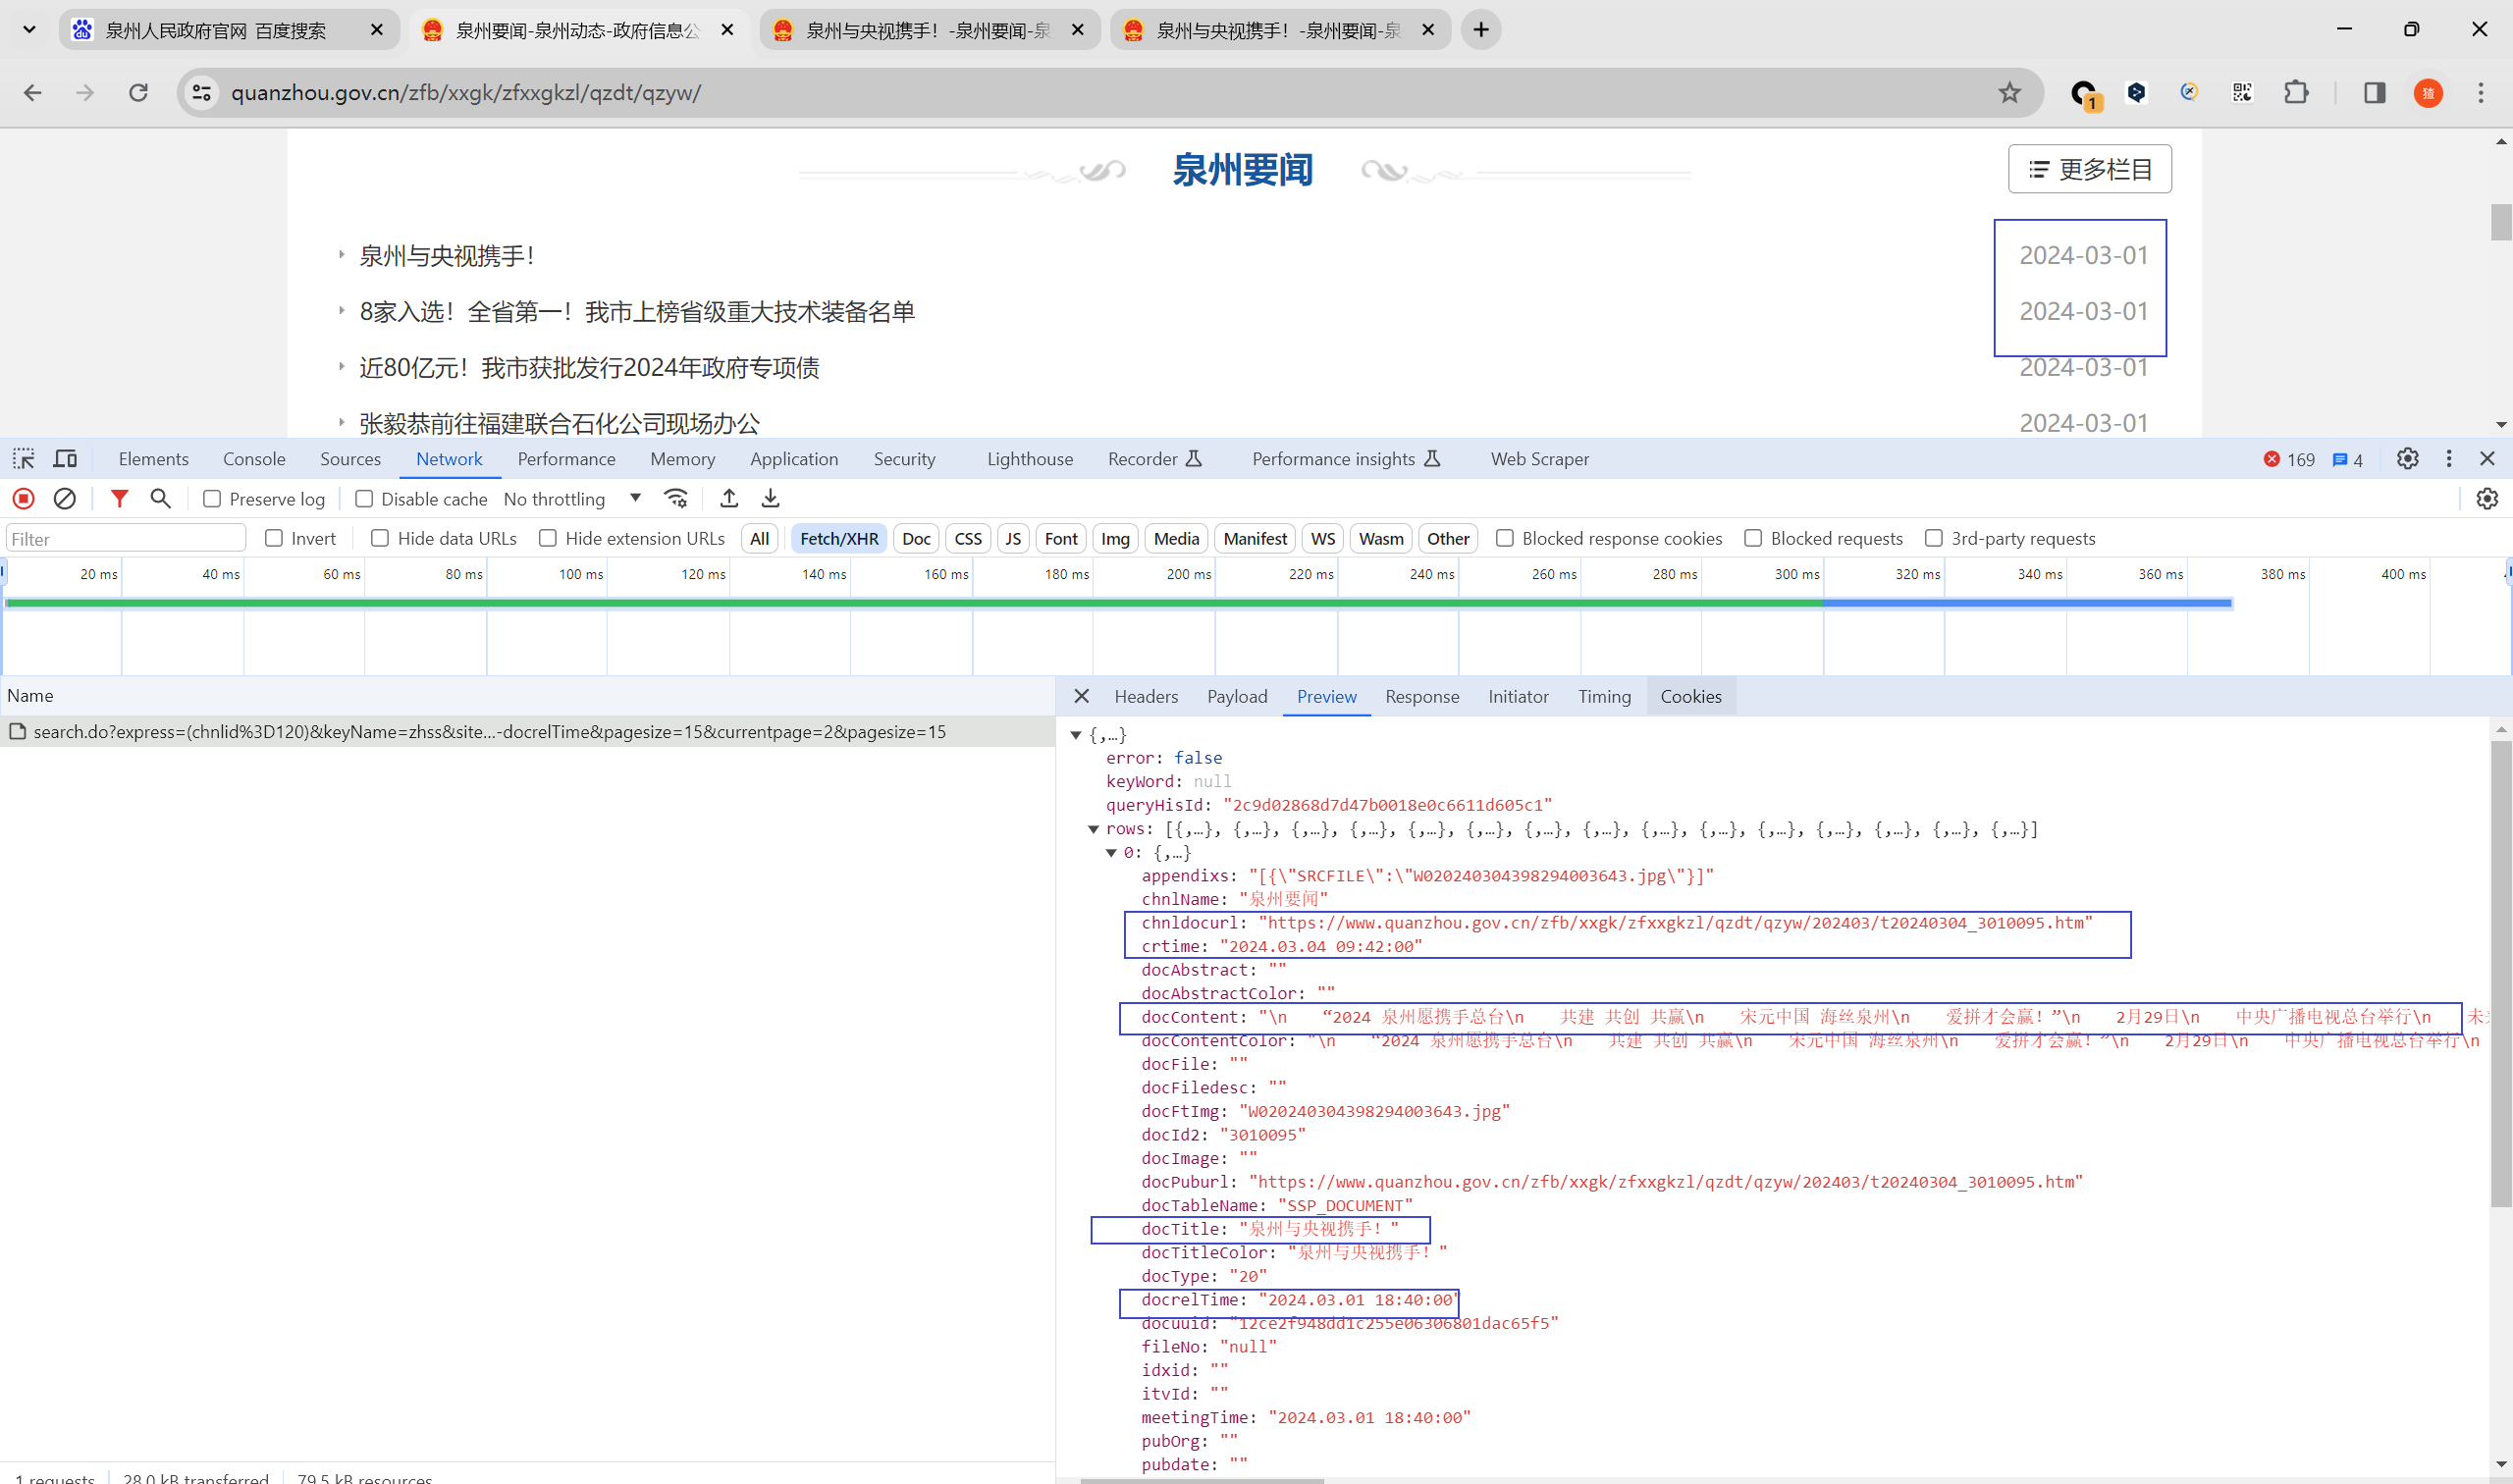 泉州人民政府官网_百度搜索
泉州要闻-泉州动态-政府信息公
泉州与央视携手！-泉州要闻-泉
泉州与央视携手！-泉州要闻-泉
quanzhou.gov.cn/zfb/xxgk/zfxxgkzl/qzdt/qzyw/
1
猹
泉州要闻
更多栏目
泉州与央视携手！ 2024-03-01
8家入选！全省第一！我市上榜省级重大技术装备名单 2024-03-01
近80亿元！我市获批发行2024年政府专项债 2024-03-01
张毅恭前往福建联合石化公司现场办公 2024-03-01
Elements Console Sources Network Performance Memory Application Security Lighthouse Recorder Performance insights Web Scraper 169 4
Preserve log Disable cache No throttling
Filter Invert Hide data URLs Hide extension URLs All Fetch/XHR Doc CSS JS Font Img Media Manifest WS Wasm Other Blocked response cookies Blocked requests 3rd-party requests
20 ms 40 ms 60 ms 80 ms 100 ms 120 ms 140 ms 160 ms 180 ms 200 ms 220 ms 240 ms 260 ms 280 ms 300 ms 320 ms 340 ms 360 ms 380 ms 400 ms
Name
search.do?express=(chnlid%3D120)&keyName=zhss&site...-docrelTime&pagesize=15&currentpage=2&pagesize=15
Headers Payload Preview Response Initiator Timing Cookies
{,…}
error: false
keyWord: null
queryHisId: "2c9d02868d7d47b0018e0c6611d605c1"
rows: [{,…}, {,…}, {,…}, {,…}, {,…}, {,…}, {,…}, {,…}, {,…}, {,…}, {,…}, {,…}, {,…}, {,…}, {,…}]
0: {,…}
appendixs: "[{\"SRCFILE\":\"W020240304398294003643.jpg\"}]"
chnlName: "泉州要闻"
chnldocurl: "https://www.quanzhou.gov.cn/zfb/xxgk/zfxxgkzl/qzdt/qzyw/202403/t20240304_3010095.htm"
crtime: "2024.03.04 09:42:00"
docAbstract: ""
docAbstractColor: ""
docContent: "\n “2024 泉州愿携手总台\n 共建 共创 共赢\n 宋元中国 海丝泉州\n 爱拼才会赢！”\n 2月29日\n 中央广播电视总台举行\n 未
docContentColor: "\n “2024 泉州愿携手总台\n 共建 共创 共赢\n 宋元中国 海丝泉州\n 爱拼才会赢！”\n 2月29日\n 中央广播电视总台举行\n
docFile: ""
docFiledesc: ""
docFtImg: "W020240304398294003643.jpg"
docId2: "3010095"
docImage: ""
docPuburl: "https://www.quanzhou.gov.cn/zfb/xxgk/zfxxgkzl/qzdt/qzyw/202403/t20240304_3010095.htm"
docTableName: "SSP_DOCUMENT"
docTitle: "泉州与央视携手！"
docTitleColor: "泉州与央视携手！"
docType: "20"
docrelTime: "2024.03.01 18:40:00"
docuuid: "12ce2f948dd1c255e06306801dac65f5"
fileNo: "null"
idxid: ""
itvId: ""
meetingTime: "2024.03.01 18:40:00"
pubOrg: ""
pubdate: ""
1 requests 28.0 kB transferred 79.5 kB resources